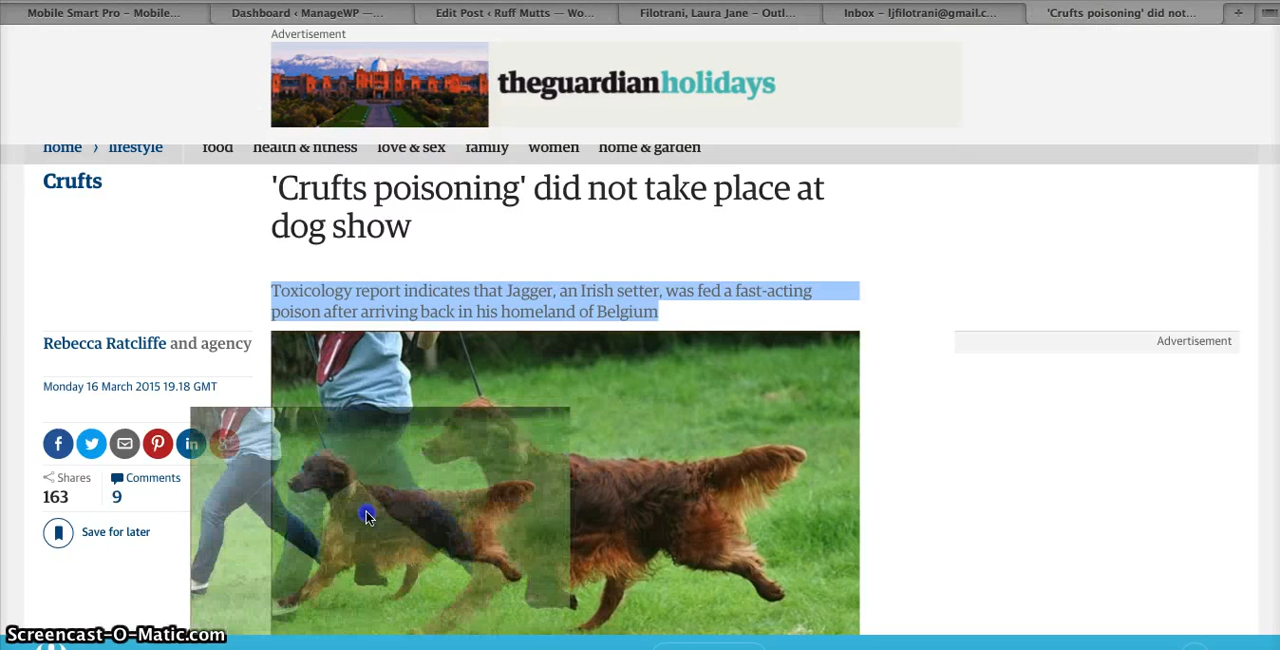 Mobile Smart Pro – Mobile...
Dashboard ‹ ManageWP —...
Edit Post ‹ Ruff Mutts — Wo...
Filotrani, Laura Jane – Outl...
Inbox – ljfilotrani@gmail.c...
'Crufts poisoning' did not...
+
Advertisement
theguardianholidays
home › lifestyle food health & fitness love & sex family women home & garden
Crufts
'Crufts poisoning' did not take place at
dog show
Toxicology report indicates that Jagger, an Irish setter, was fed a fast-acting
poison after arriving back in his homeland of Belgium
Rebecca Ratcliffe and agency
Advertisement
Monday 16 March 2015 19.18 GMT
Shares Comments
163 9
Save for later
Screencast-O-Matic.com